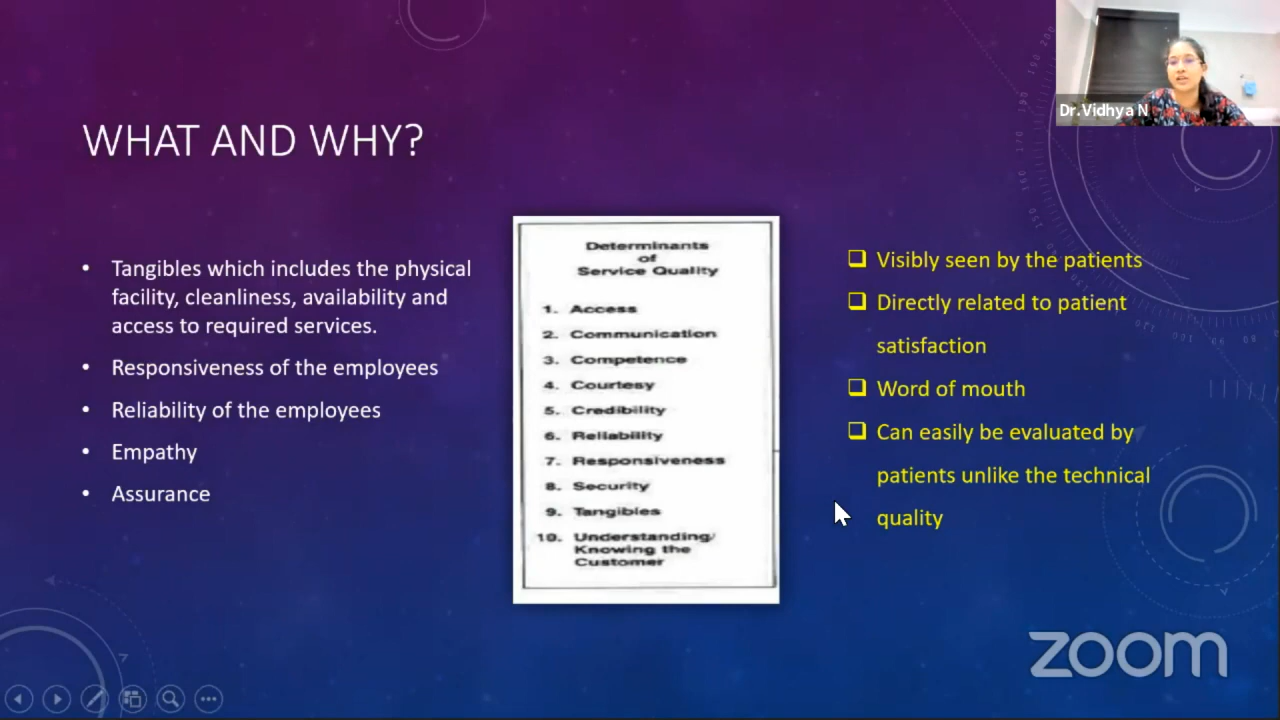 Dr.Vidhya N
WHAT AND WHY?
• Tangibles which includes the physical
facility, cleanliness, availability and
access to required services.
• Responsiveness of the employees
• Reliability of the employees
• Empathy
• Assurance
Determinants
of
Service Quality
1. Access
2. Communication
3. Competence
4. Courtesy
5. Credibility
6. Reliability
7. Responsiveness
8. Security
9. Tangibles
10. Understanding/
Knowing the
Customer
❑ Visibly seen by the patients
❑ Directly related to patient
satisfaction
❑ Word of mouth
❑ Can easily be evaluated by
patients unlike the technical
quality
zoom